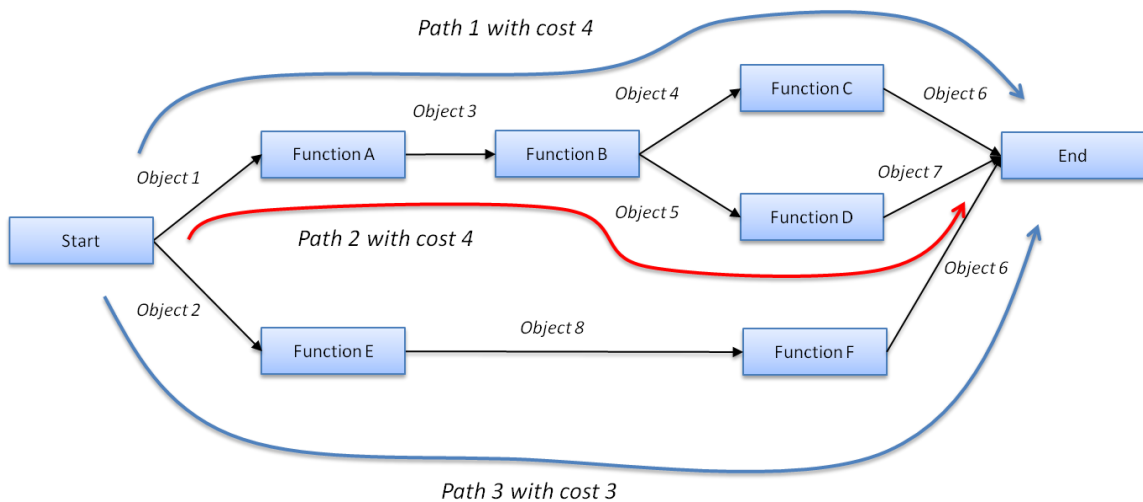 Path 1 with cost 4
Object 4
Function C
Object 6
Object 3
Function A
Function B
End
Object 1
Object 7
Object 5
Function D
Start
Path 2 with cost 4
Object 6
Object 2
Object 8
Function E
Function F
Path 3 with cost 3